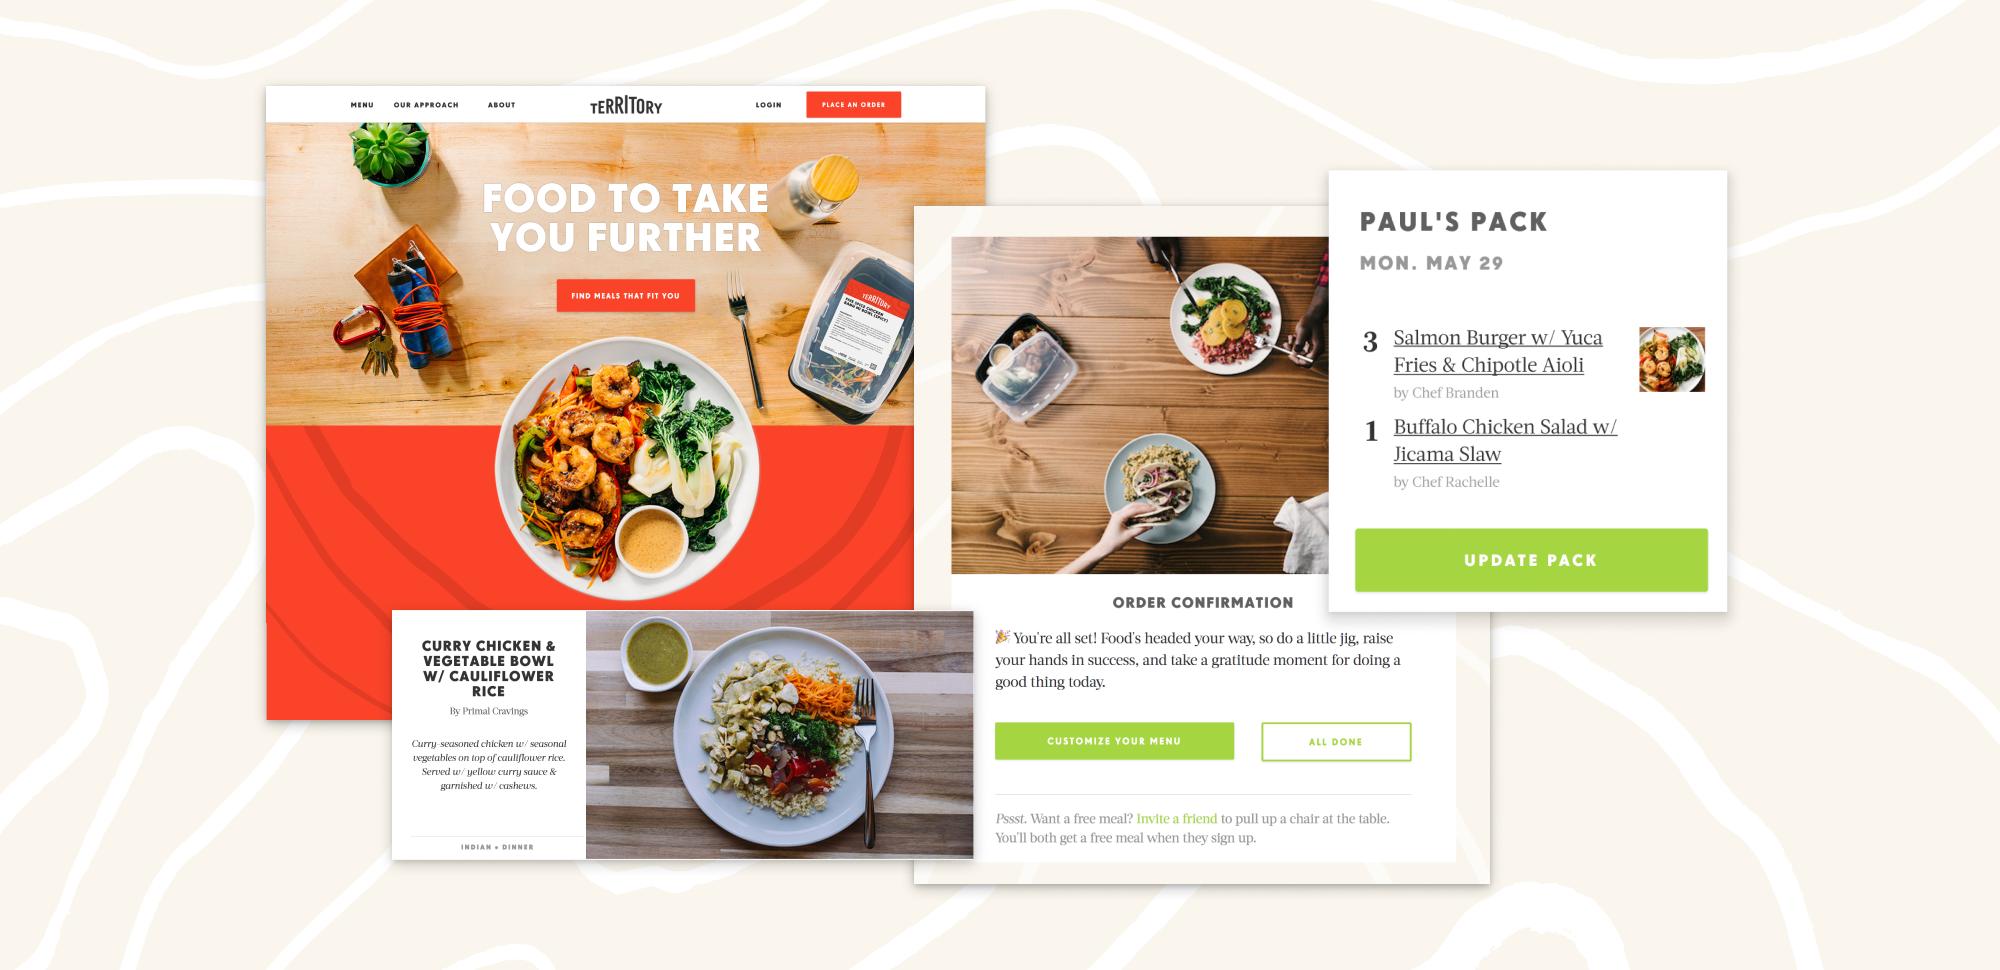 MENU OUR APPROACH ABOUT TERRITORY LOGIN PLACE AN ORDER
FOOD TO TAKE
YOU FURTHER
FIND MEALS THAT FIT YOU
TERRITORY
CURRY CHICKEN &
VEGETABLE BOWL
W/ CAULIFLOWER
RICE
By Primal Cravings
Curry-seasoned chicken w/ seasonal
vegetables on top of cauliflower rice.
Served w/ yellow curry sauce &
garnished w/ cashews.
INDIAN • DINNER
ORDER CONFIRMATION
🎉 You're all set! Food's headed your way, so do a little jig, raise
your hands in success, and take a gratitude moment for doing a
good thing today.
CUSTOMIZE YOUR MENU
ALL DONE
Pssst. Want a free meal? Invite a friend to pull up a chair at the table.
You'll both get a free meal when they sign up.
PAUL'S PACK
MON. MAY 29
3 Salmon Burger w/ Yuca
Fries & Chipotle Aioli
by Chef Branden
1 Buffalo Chicken Salad w/
Jicama Slaw
by Chef Rachelle
UPDATE PACK